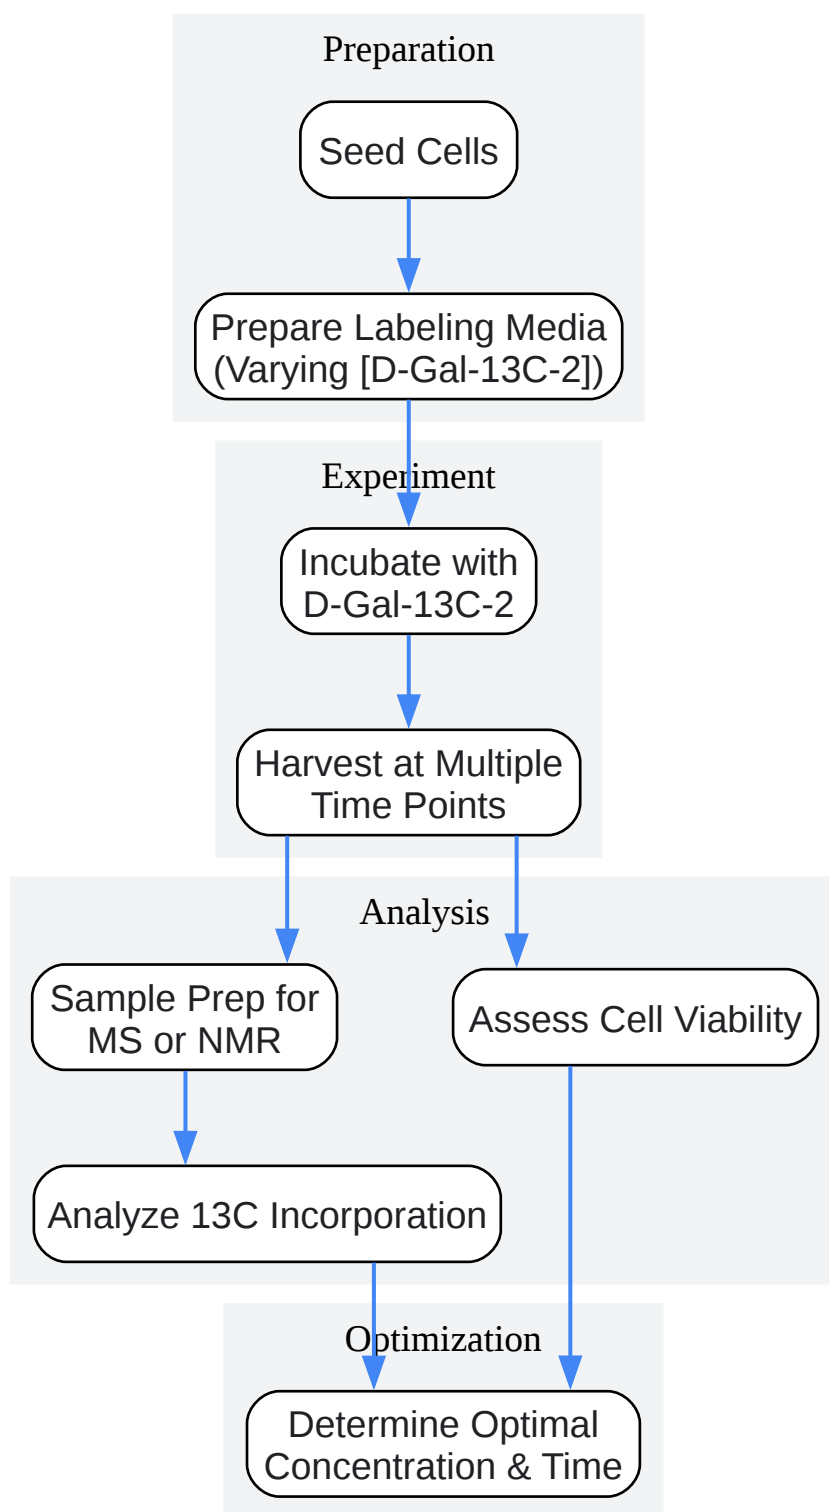 Preparation
Seed Cells
Prepare Labeling Media
(Varying [D-Gal-13C-2])
Experiment
Incubate with
D-Gal-13C-2
Harvest at Multiple
Time Points
Analysis
Sample Prep for
MS or NMR
Assess Cell Viability
Analyze 13C Incorporation
Optimization
Determine Optimal
Concentration & Time